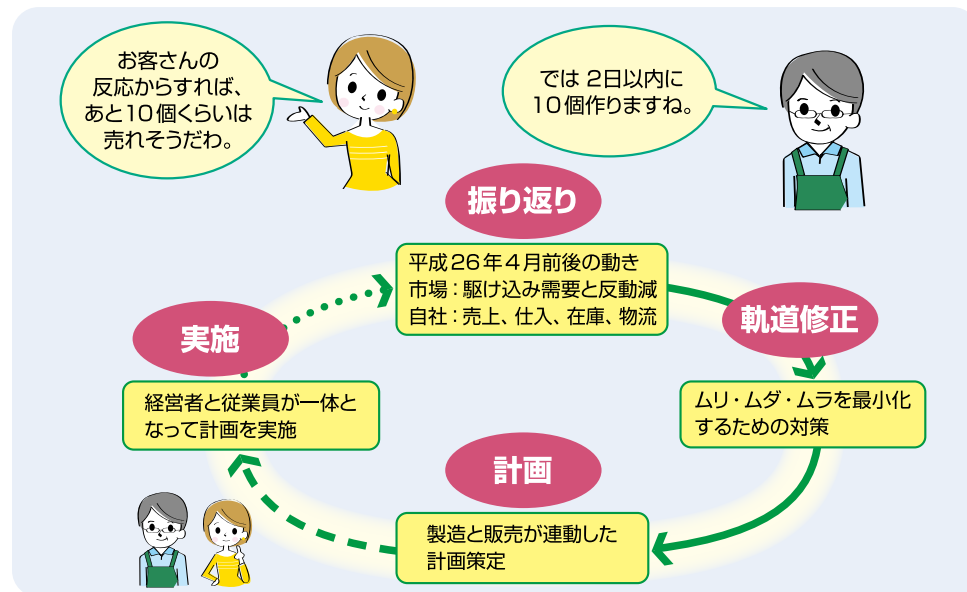 お客さんの
反応からすれば、
あと10個くらいは
売れそうだわ。
では 2日以内に
10個作りますね。
振り返り
平成26年4月前後の動き
市場：駆け込み需要と反動減
自社：売上、仕入、在庫、物流
軌道修正
ムリ・ムダ・ムラを最小化
するための対策
計画
製造と販売が連動した
計画策定
実施
経営者と従業員が一体と
なって計画を実施